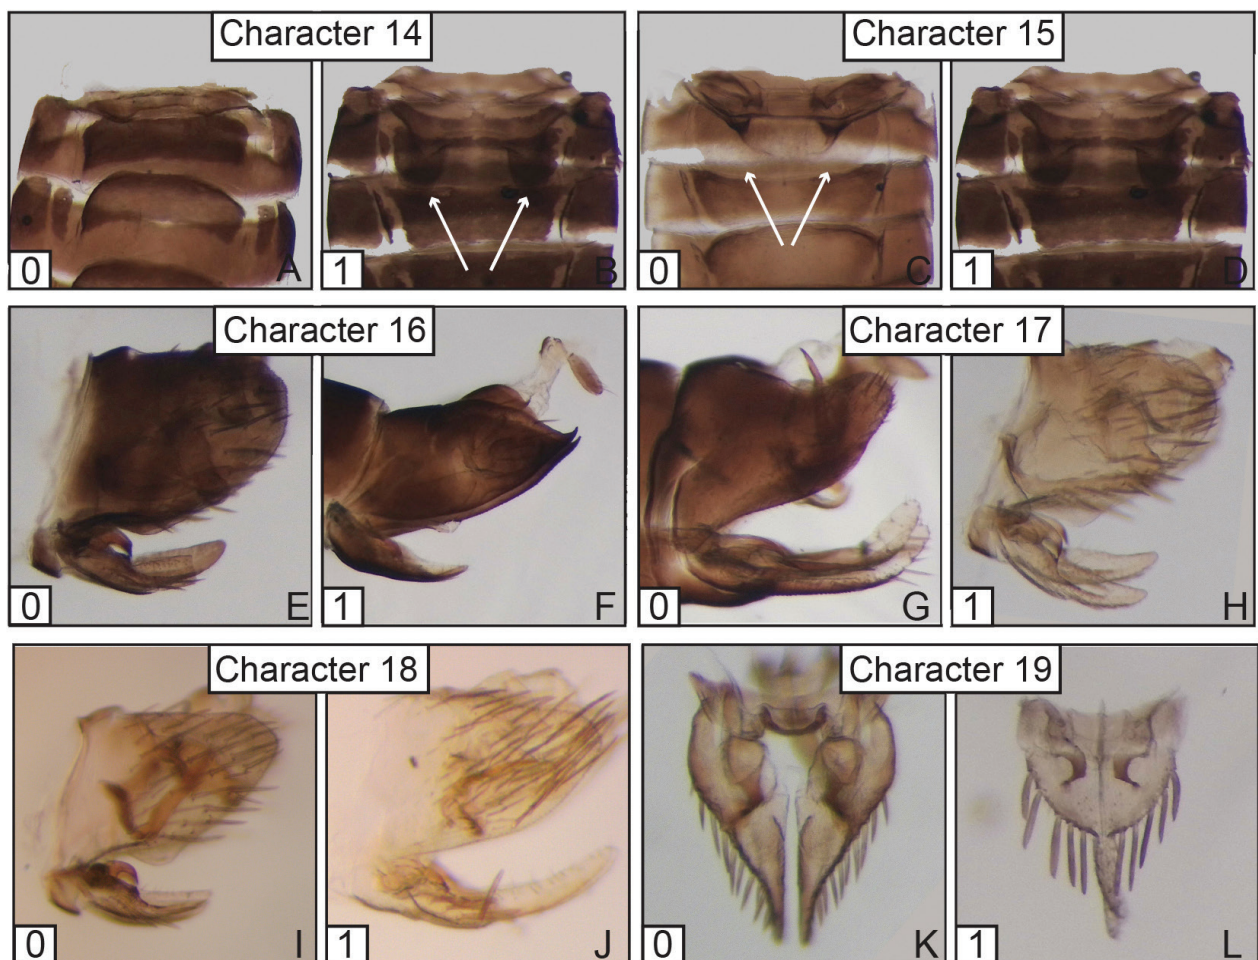 Character 14
Character 15
0
A
1
B
0
C
1
D
Character 16
Character 17
0
E
1
F
0
G
1
H
Character 18
Character 19
0
I
1
J
0
K
1
L